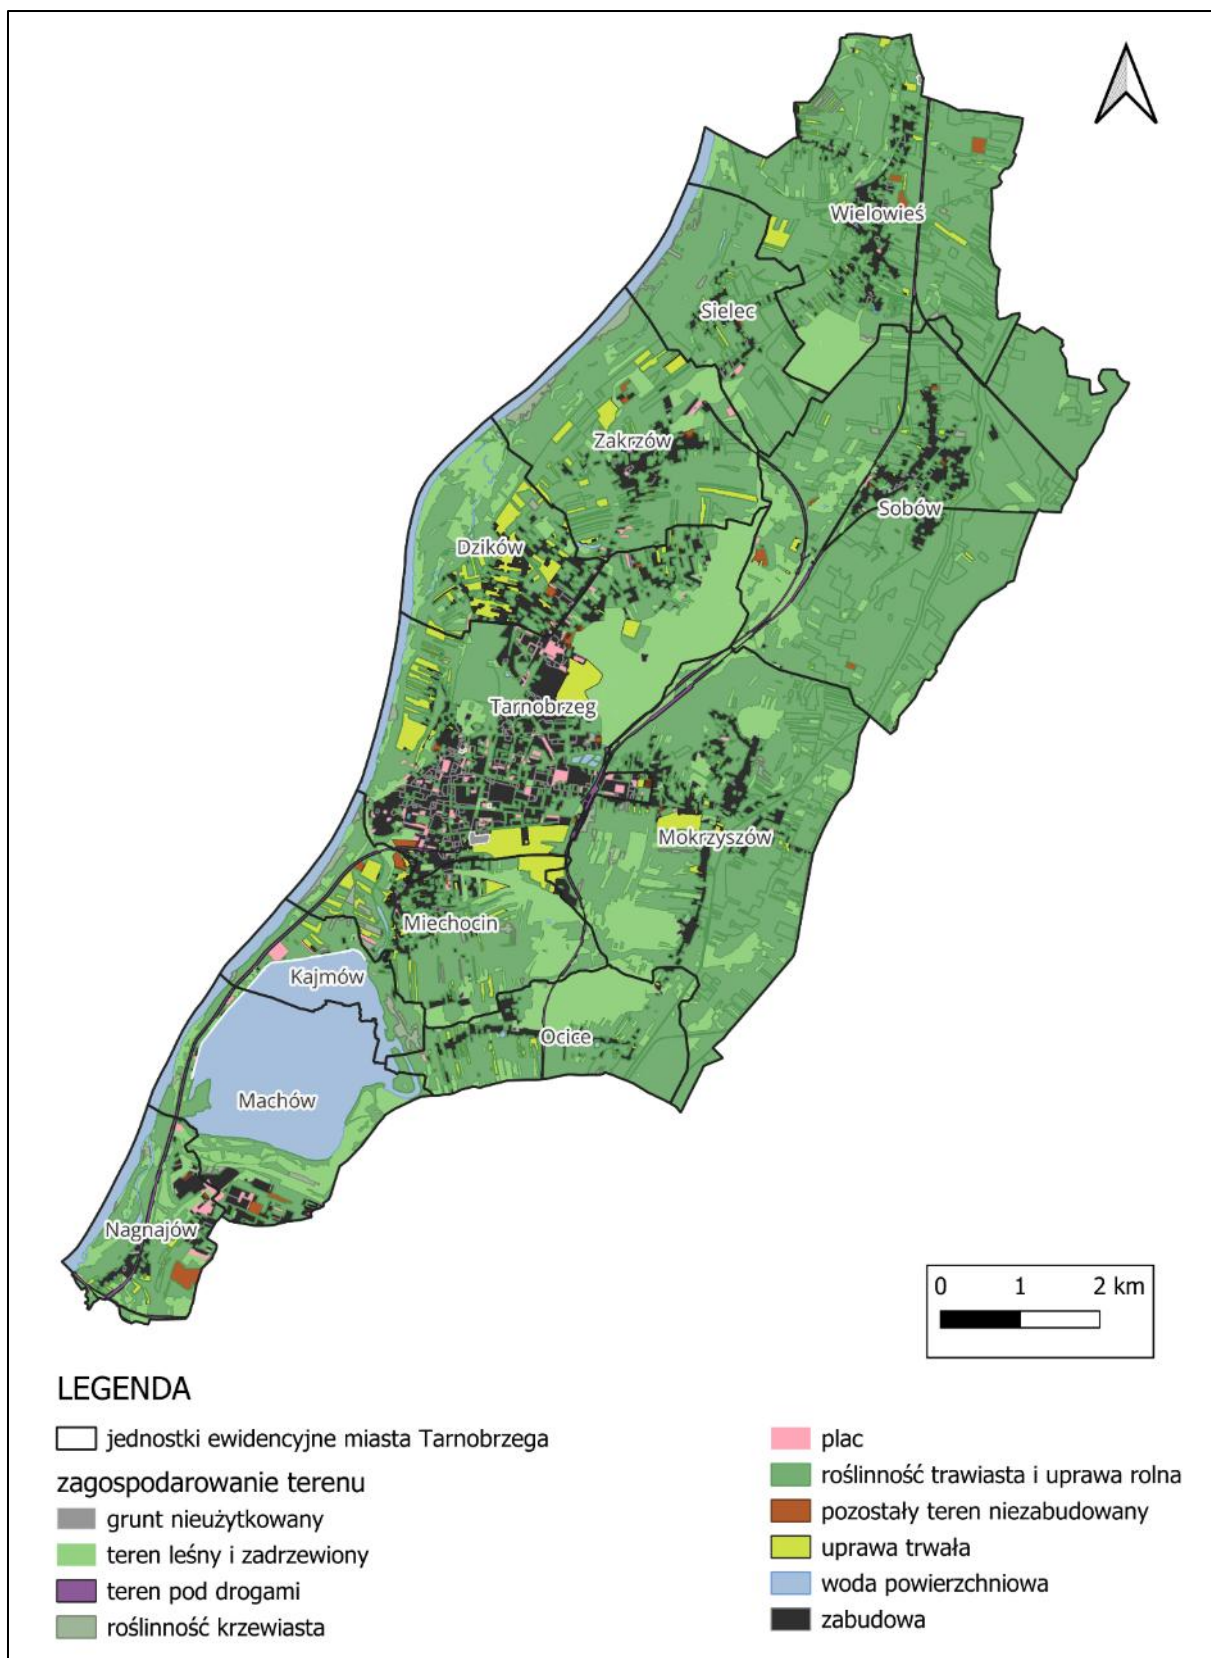 Wielowieś
Sielec
Zakrzów
Sobów
Dzików
Tarnobrzeg
Mokrzyszów
Miechocin
Kajmów
Ocice
Machów
Nagnajów
0 1 2 km
LEGENDA
jednostki ewidencyjne miasta Tarnobrzega
zagospodarowanie terenu
grunt nieużytkowany
teren leśny i zadrzewiony
teren pod drogami
roślinność krzewiasta
plac
roślinność trawiasta i uprawa rolna
pozostały teren niezabudowany
uprawa trwała
woda powierzchniowa
zabudowa